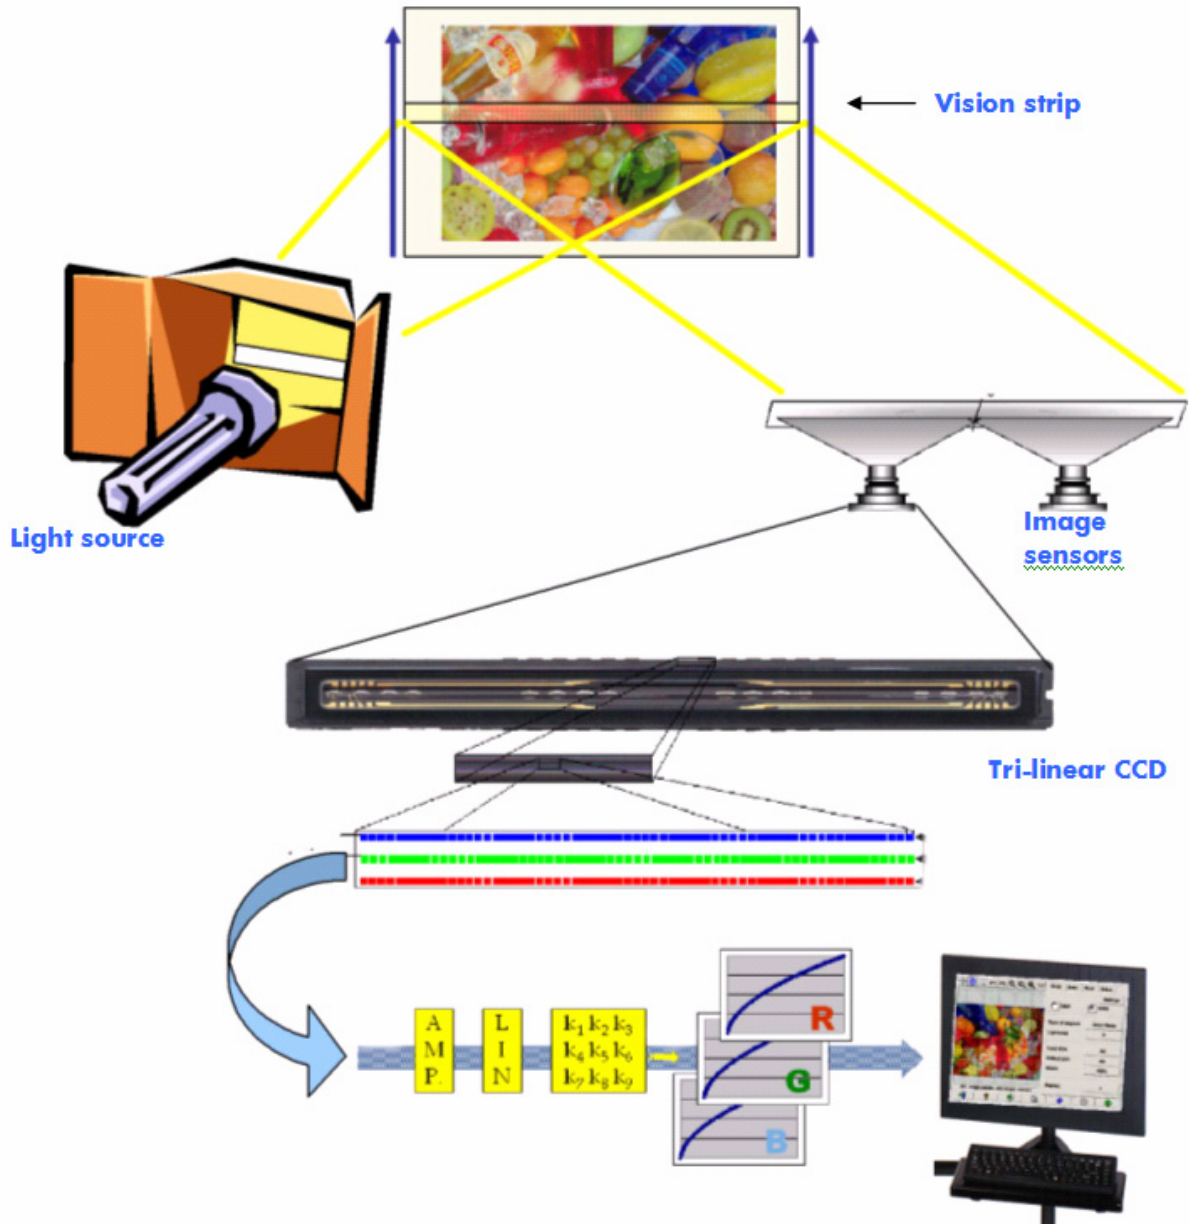 Vision strip
Light source
Image
sensors
Tri-linear CCD
A
M
P.
L
I
N
k₁ k₂ k₃
k₄ k₅ k₆
k₇ k₈ k₉
R
G
B